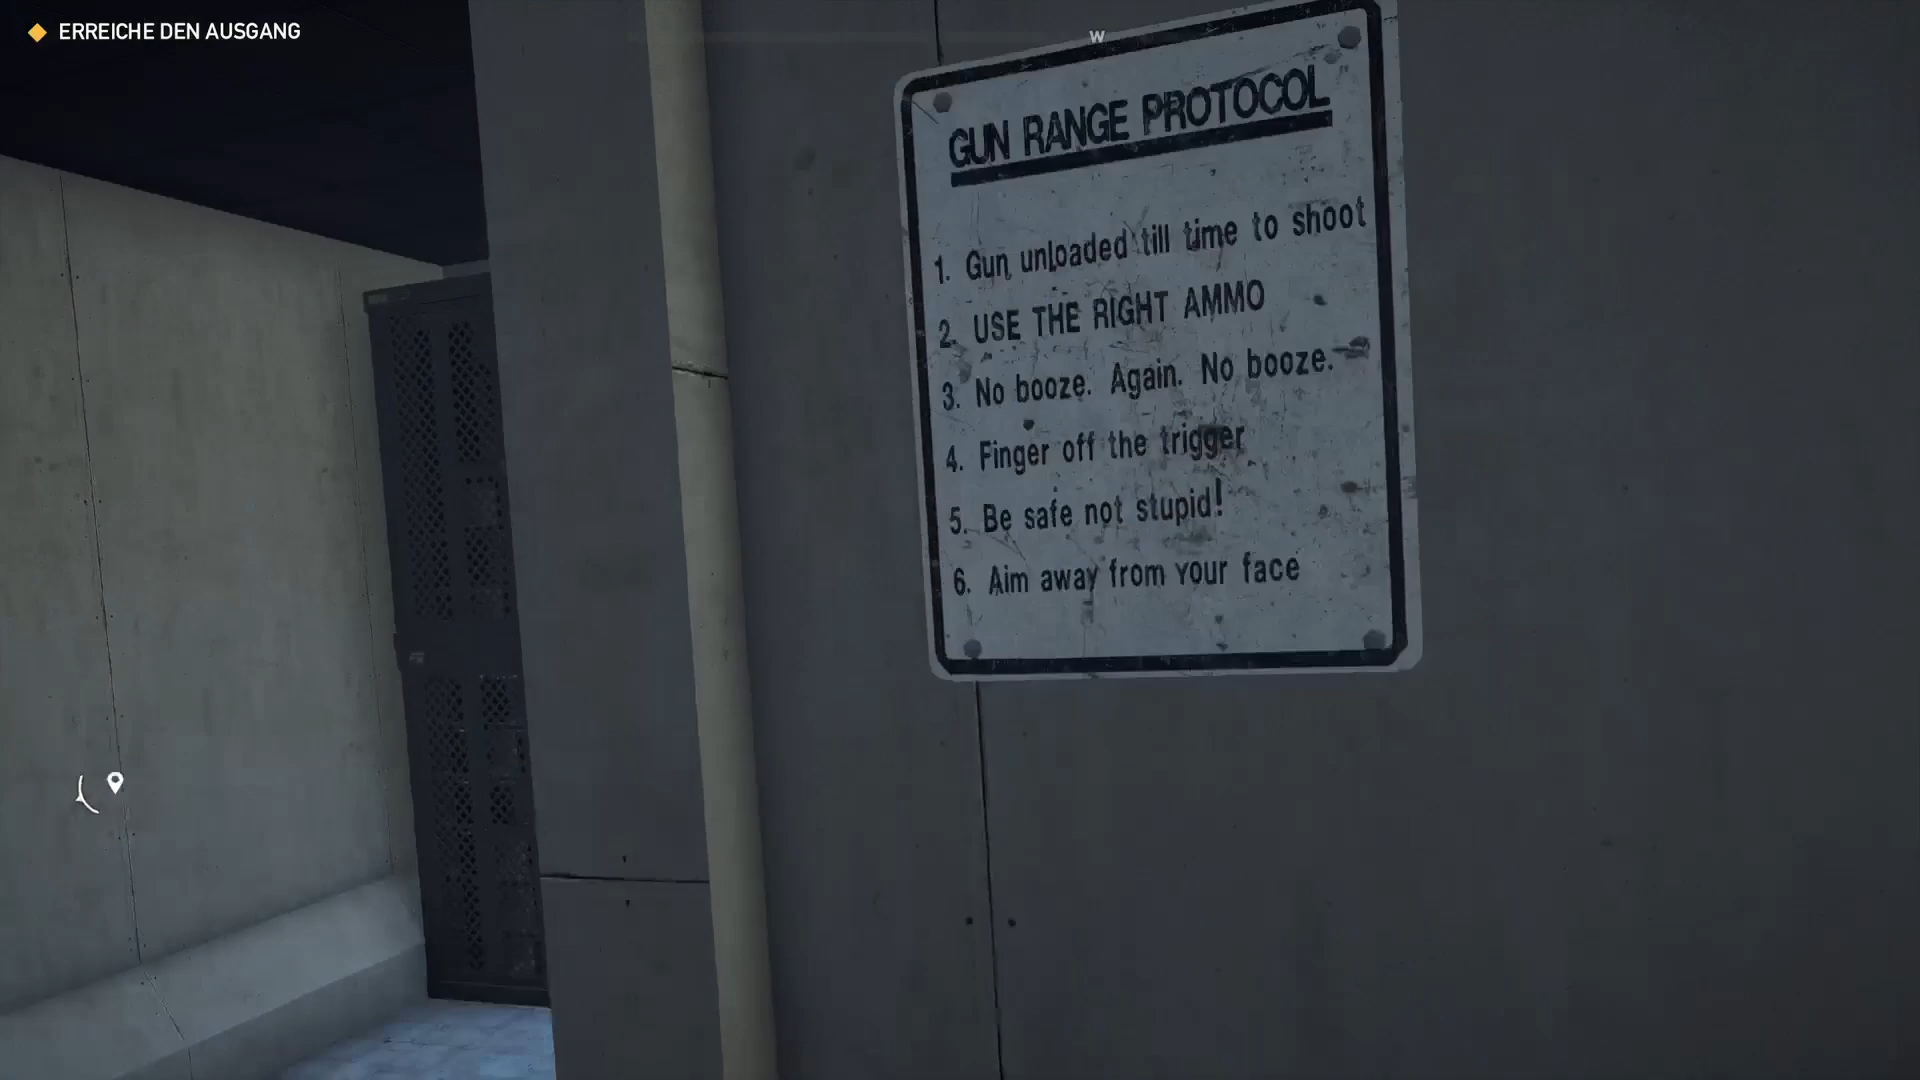 ERREICHE DEN AUSGANG
W
GUN RANGE PROTOCOL
1. Gun unloaded till time to shoot
2. USE THE RIGHT AMMO
3. No booze. Again. No booze.
4. Finger off the trigger
5. Be safe not stupid!
6. Aim away from your face